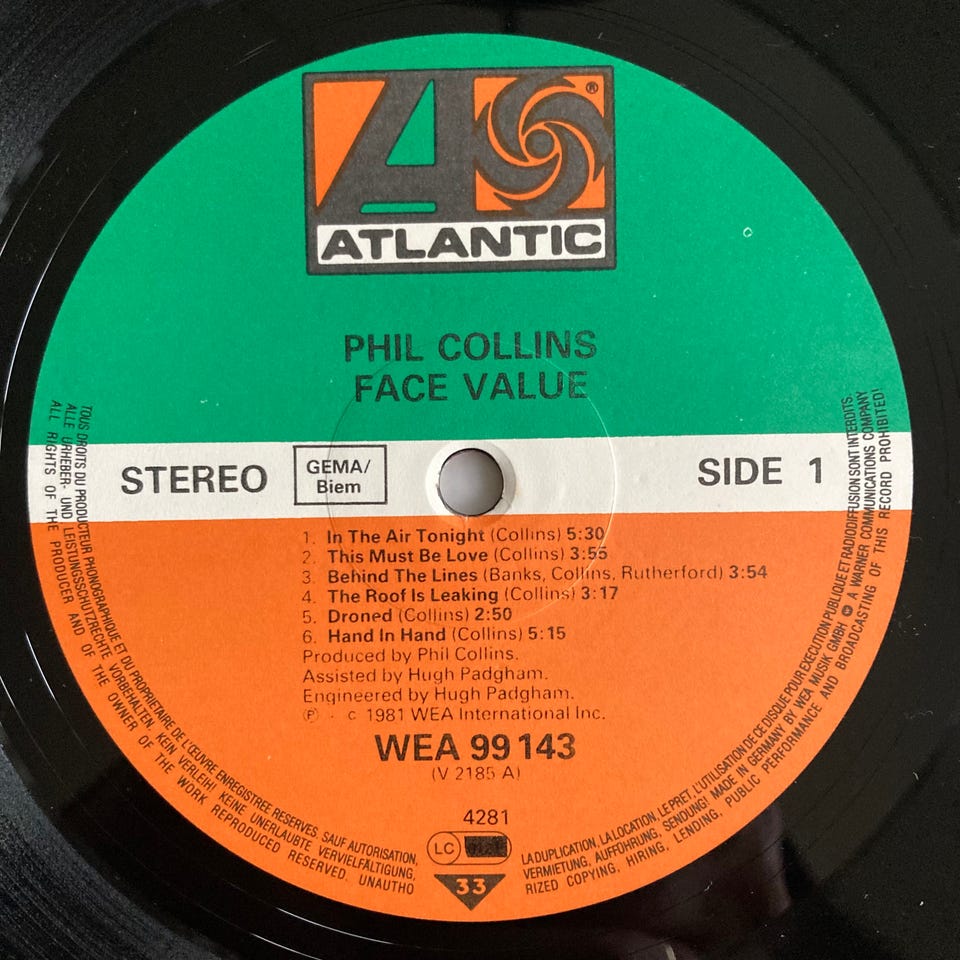 ®
ATLANTIC
PHIL COLLINS
FACE VALUE
STEREO
GEMA/
Biem
SIDE 1
1. In The Air Tonight (Collins) 5:30
2. This Must Be Love (Collins) 3:55
3. Behind The Lines (Banks, Collins, Rutherford) 3:54
4. The Roof Is Leaking (Collins) 3:17
5. Droned (Collins) 2:50
6. Hand In Hand (Collins) 5:15
Produced by Phil Collins.
Assisted by Hugh Padgham.
Engineered by Hugh Padgham.
Ⓟ · c 1981 WEA International Inc.
WEA 99 143
(V 2185 A)
4281
LC
33
TOUS DROITS DU PRODUCTEUR PHONOGRAPHIQUE ET DU PROPRIETAIRE DE L'ŒUVRE ENREGISTREE RESERVES. SAUF AUTORISATION, LA DUPLICATION, LA LOCATION, LE PRET, L'UTILISATION DE CE DISQUE POUR EXECUTION PUBLIQUE ET RADIODIFFUSION SONT INTERDITS.
ALLE URHEBER- UND LEISTUNGSSCHUTZRECHTE VORBEHALTEN. KEIN VERLEIH! KEINE UNERLAUBTE VERVIELFÄLTIGUNG, VERMIETUNG, AUFFÜHRUNG, SENDUNG! MADE IN GERMANY BY WEA MUSIK GMBH A WARNER COMMUNICATIONS COMPANY
ALL RIGHTS OF THE PRODUCER AND OF THE OWNER OF THE WORK REPRODUCED RESERVED. UNAUTHORIZED COPYING, HIRING, LENDING, PUBLIC PERFORMANCE AND BROADCASTING OF THIS RECORD PROHIBITED!